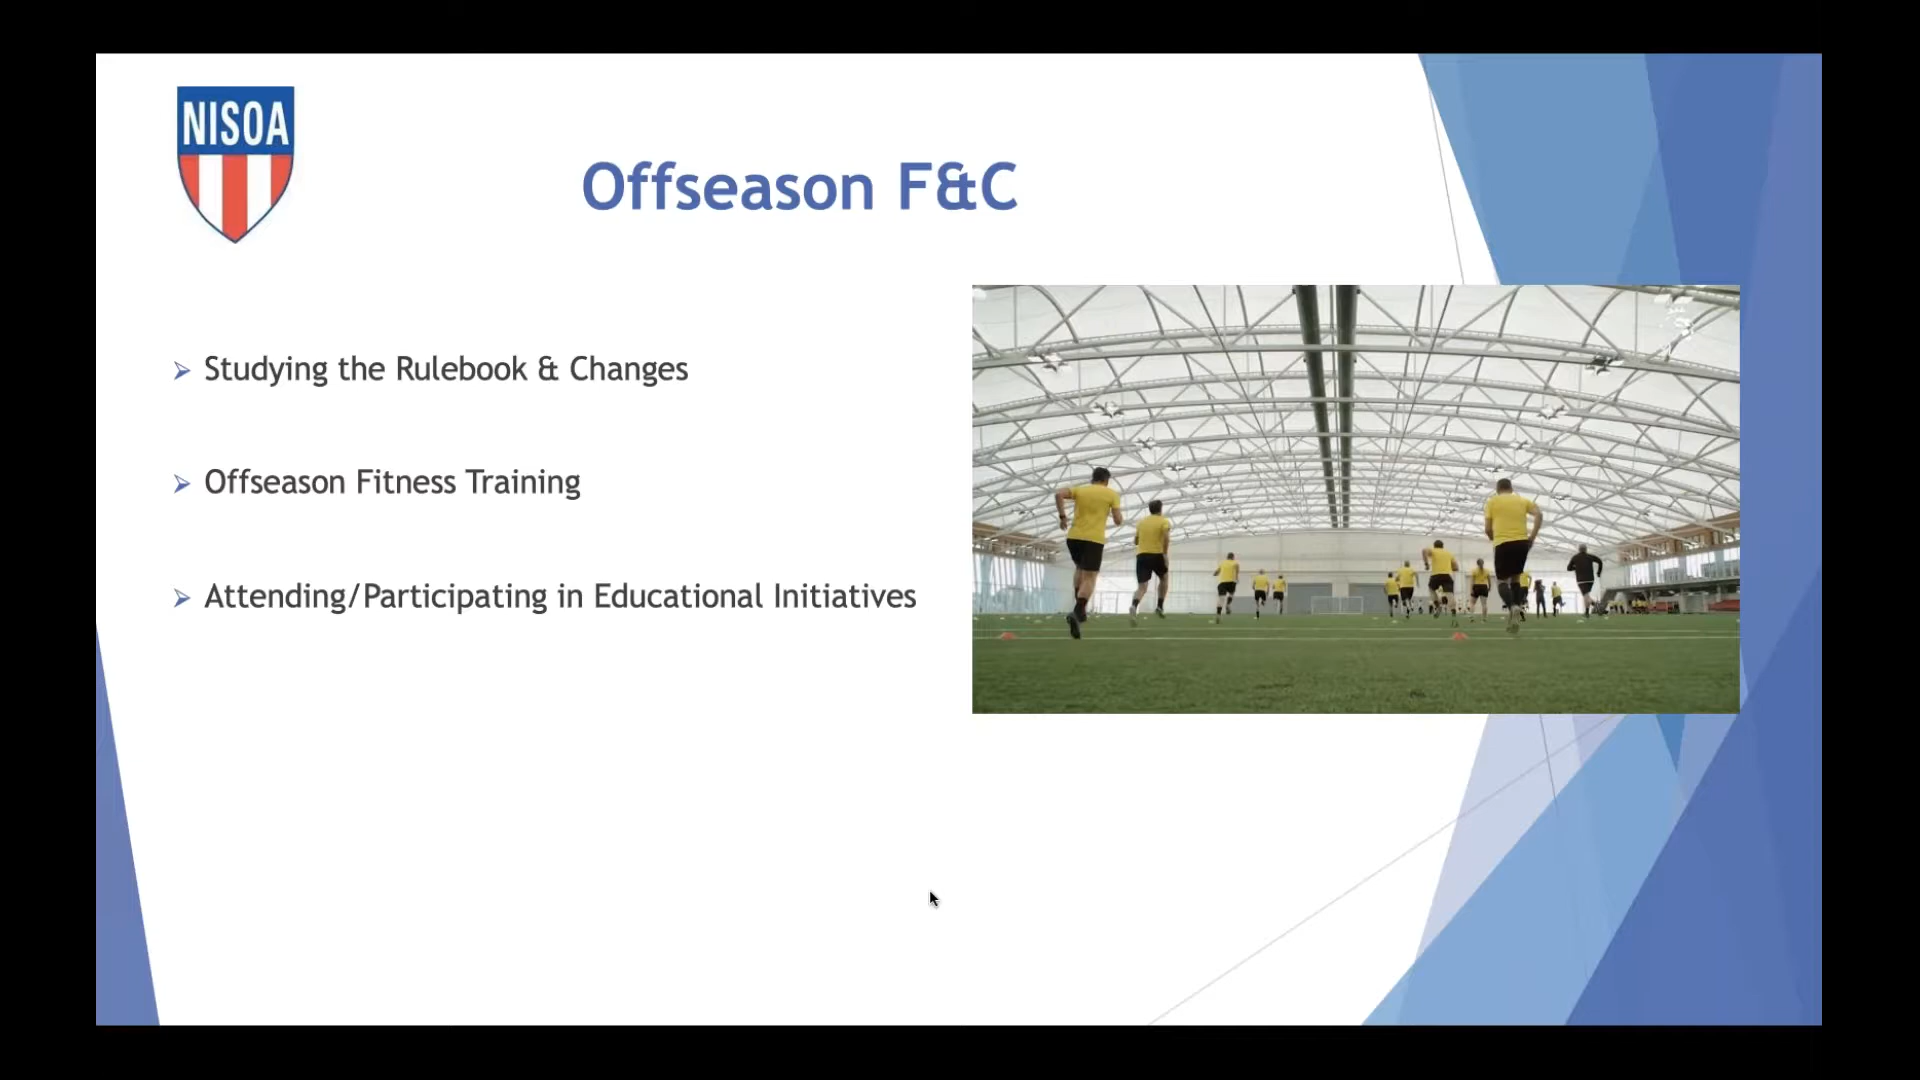 NISOA
Offseason F&C
Studying the Rulebook & Changes
Offseason Fitness Training
Attending/Participating in Educational Initiatives